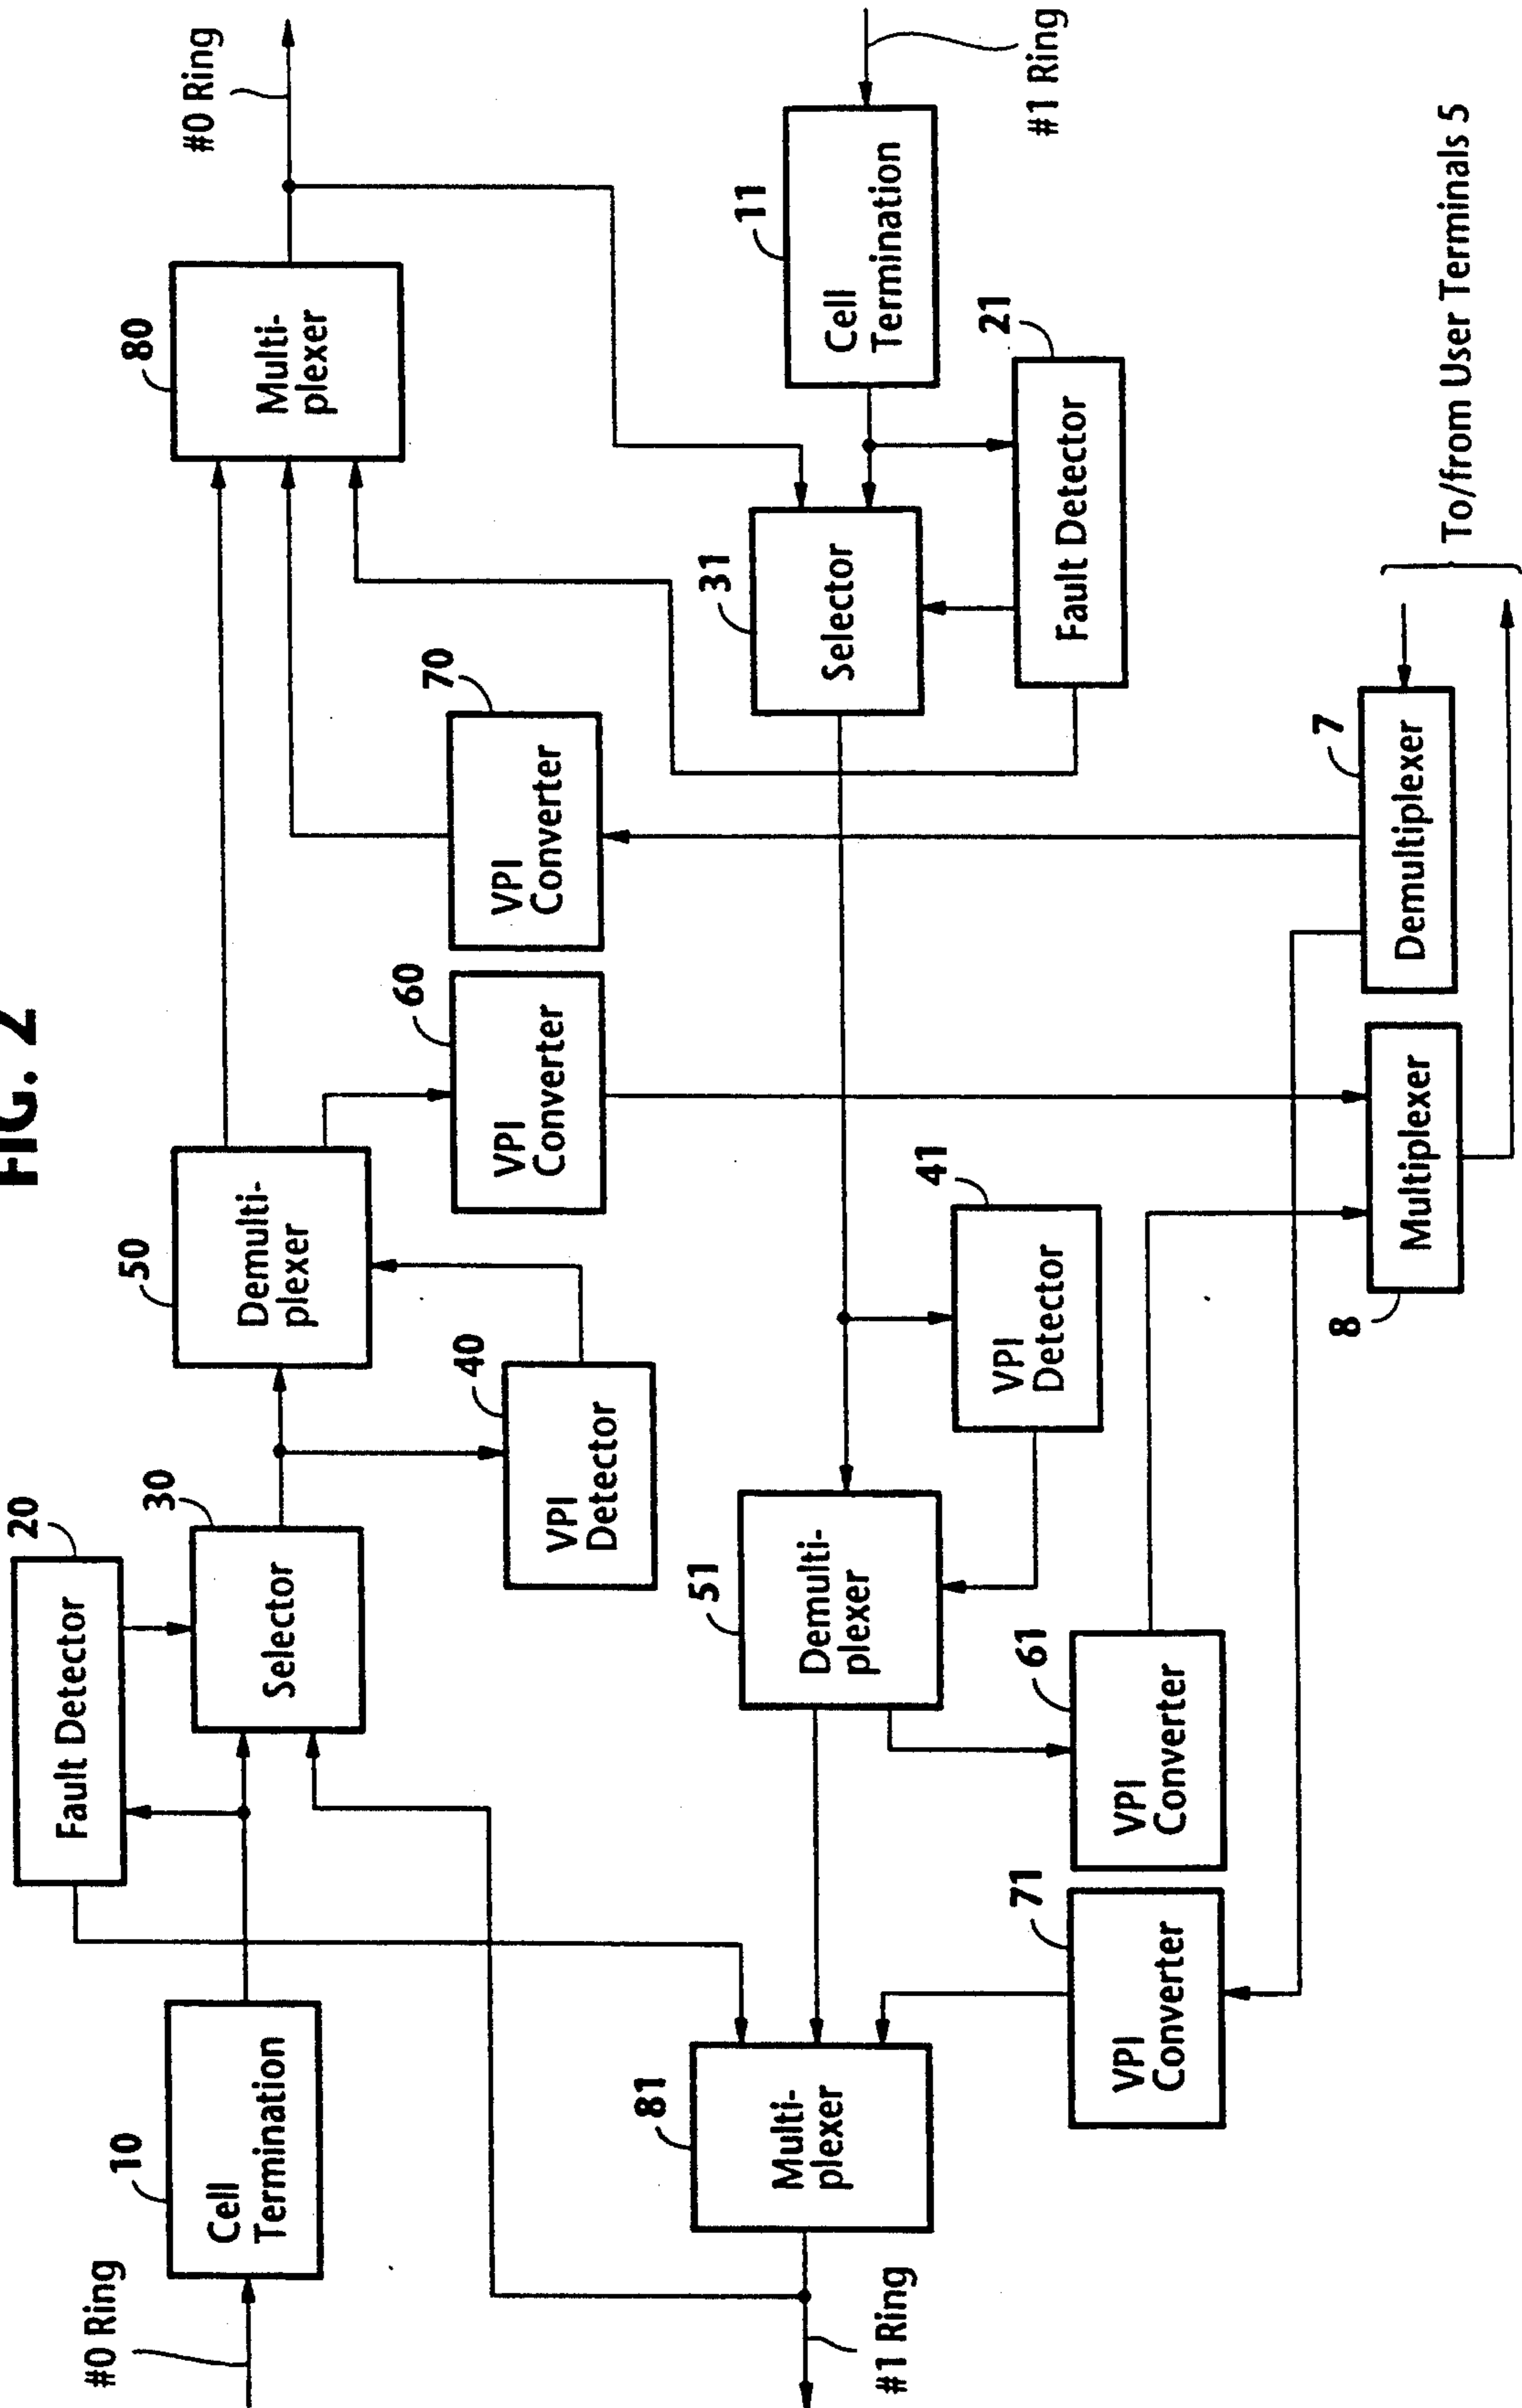 FIG. 2
#0 Ring
10
Cell
Termination
20
Fault Detector
30
Selector
40
VPI
Detector
50
Demulti-
plexer
60
VPI
Converter
70
VPI
Converter
80
Multi-
plexer
#0 Ring
#1 Ring
81
Multi-
plexer
71
VPI
Converter
61
VPI
Converter
51
Demulti-
plexer
41
VPI
Detector
31
Selector
21
Fault Detector
11
Cell
Termination
#1 Ring
8
Multiplexer
7
Demultiplexer
To/from User Terminals 5